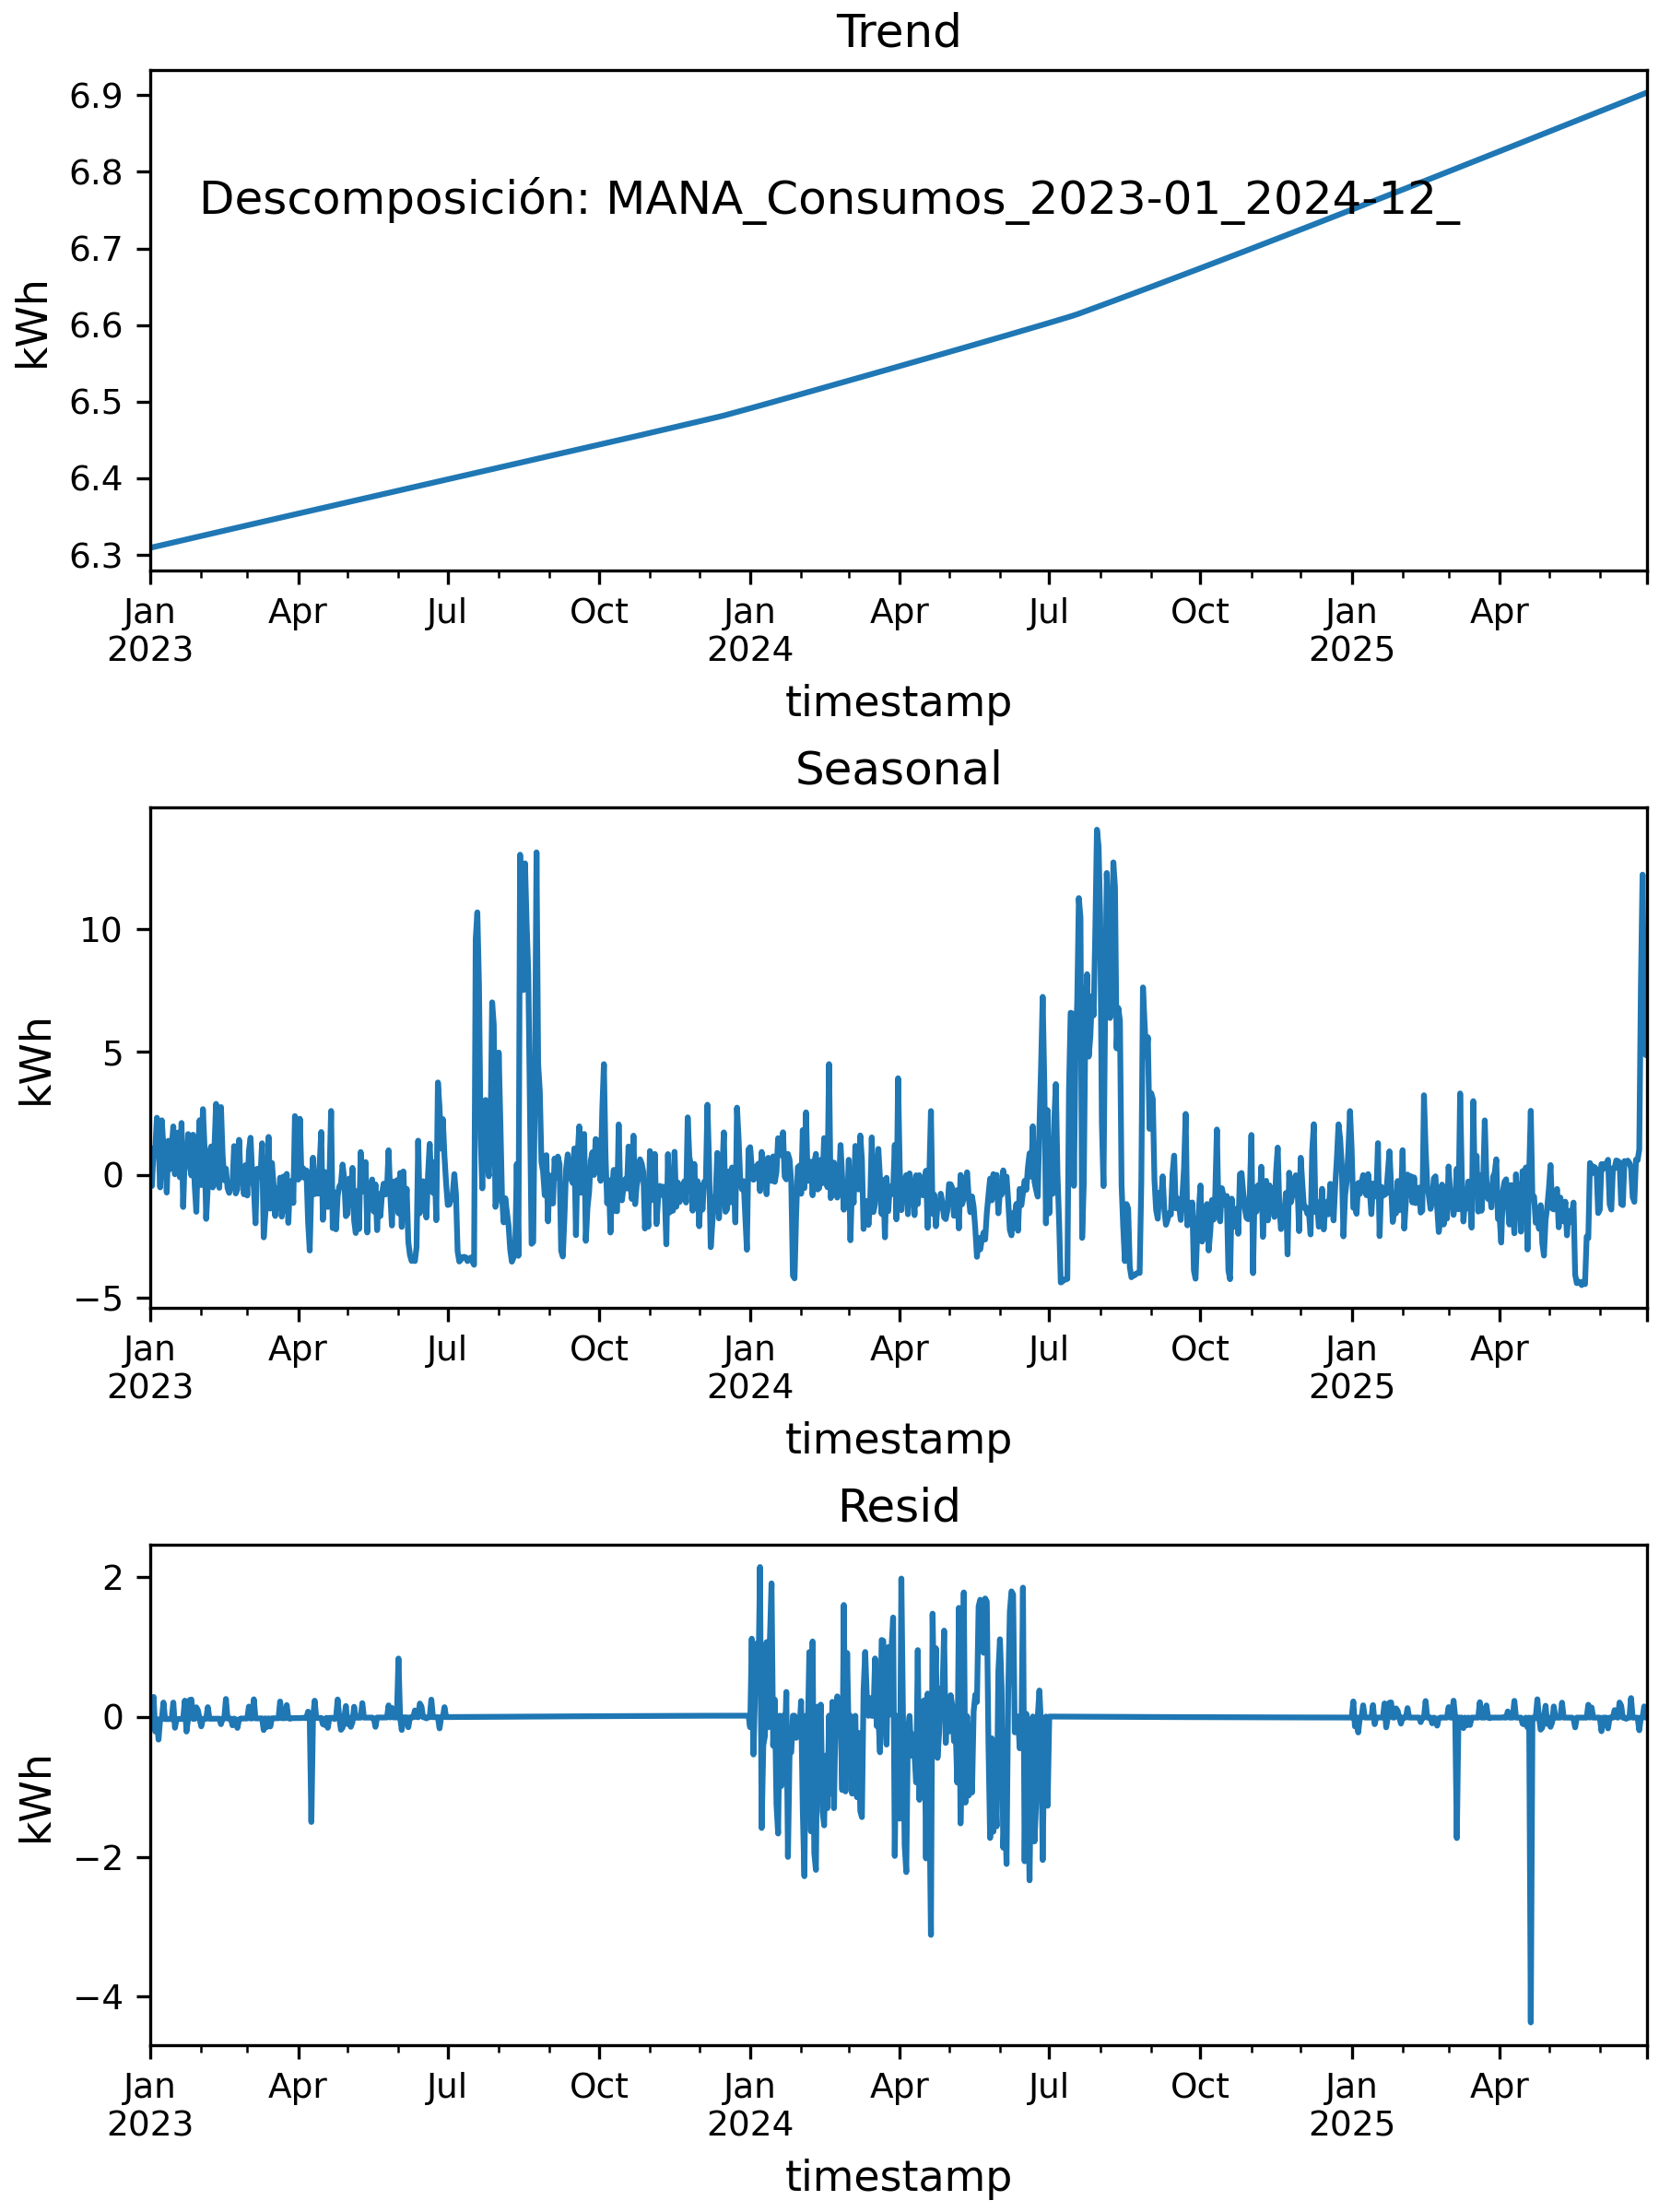 Trend
6.9
6.8
Descomposición: MANA_Consumos_2023-01_2024-12_
6.7
6.6
6.5
6.4
6.3
kWh
Jan Apr Jul Oct Jan Apr Jul Oct Jan Apr
2023 2024 2025
timestamp
Seasonal
10
5
0
−5
kWh
Jan Apr Jul Oct Jan Apr Jul Oct Jan Apr
2023 2024 2025
timestamp
Resid
2
0
−2
−4
kWh
Jan Apr Jul Oct Jan Apr Jul Oct Jan Apr
2023 2024 2025
timestamp